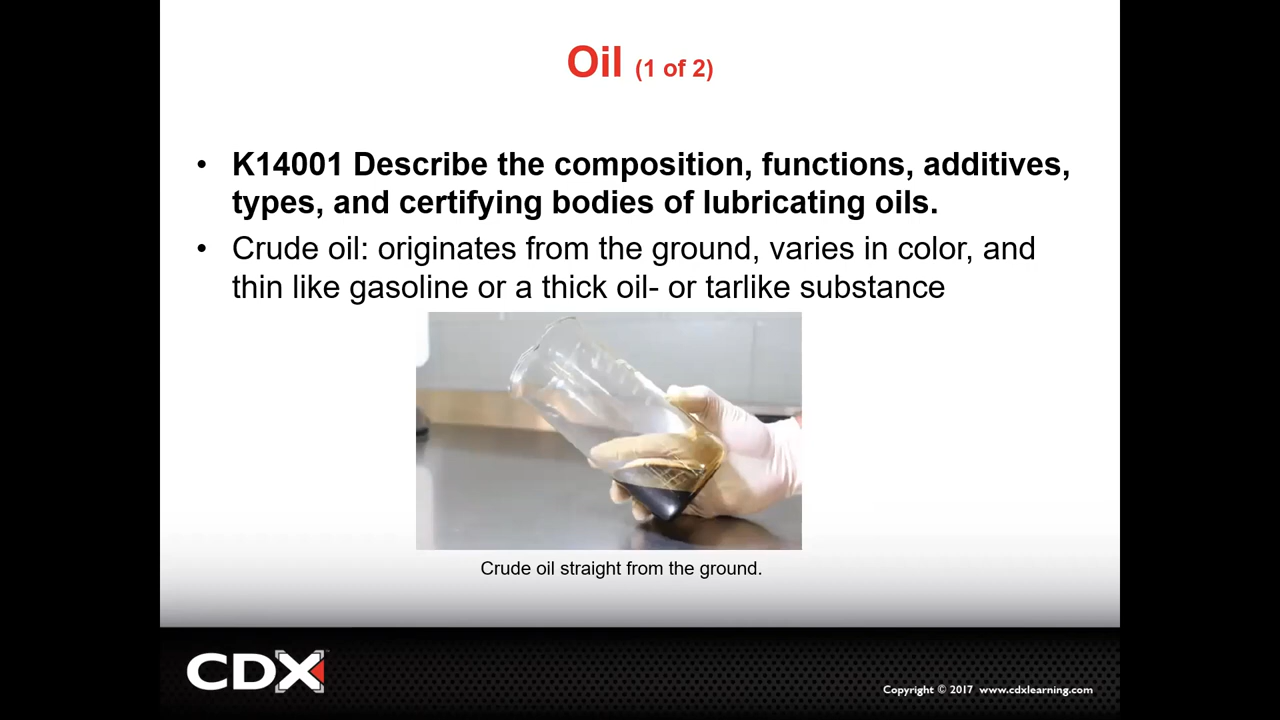 Oil (1 of 2)
• K14001 Describe the composition, functions, additives,
types, and certifying bodies of lubricating oils.
• Crude oil: originates from the ground, varies in color, and
thin like gasoline or a thick oil- or tarlike substance
Crude oil straight from the ground.
CDX
Copyright © 2017 www.cdxlearning.com